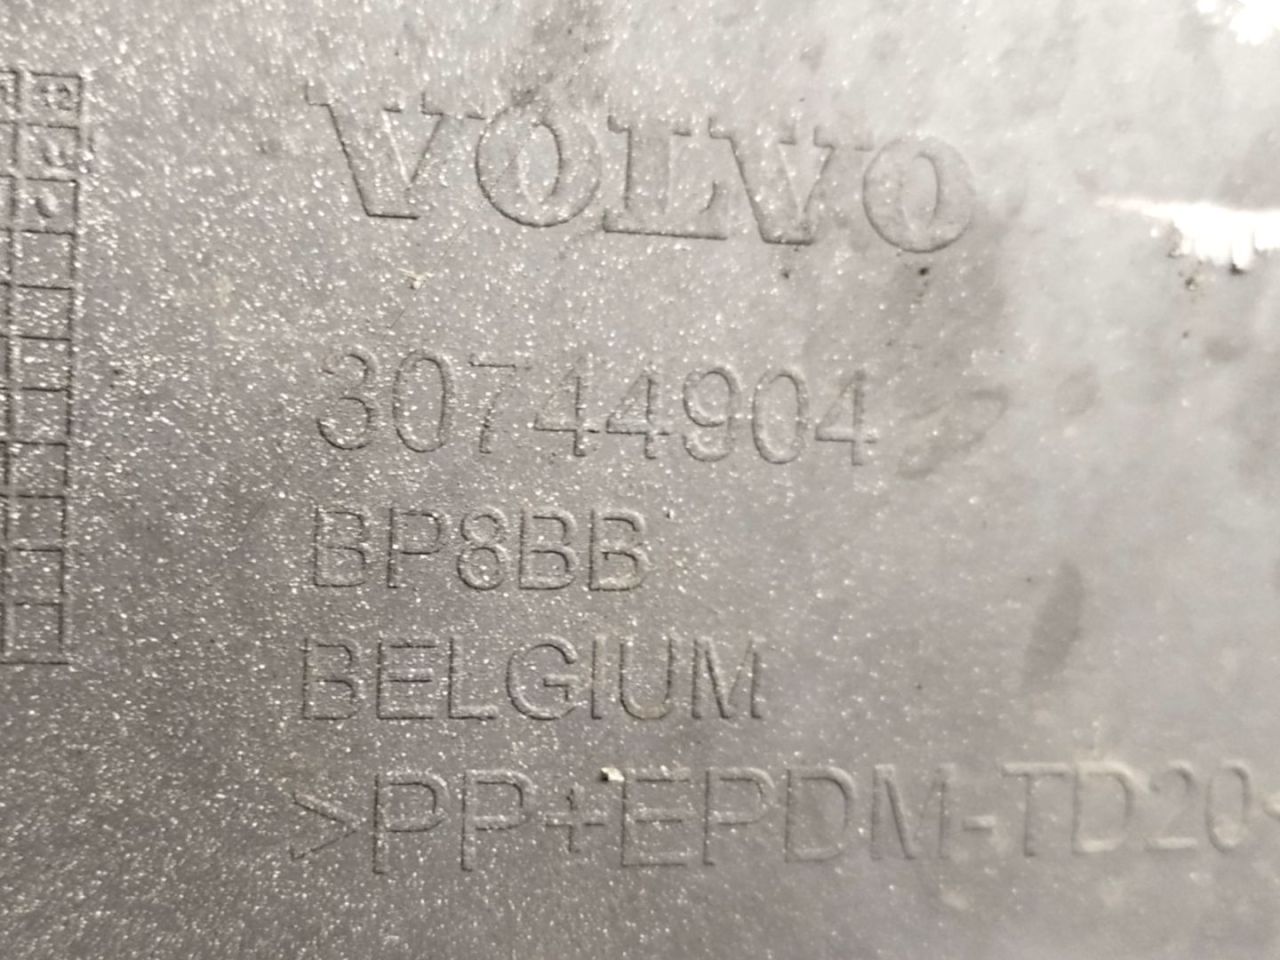 VOLVO
30744904
BP8BB
BELGIUM
>PP+EPDM-TD20<